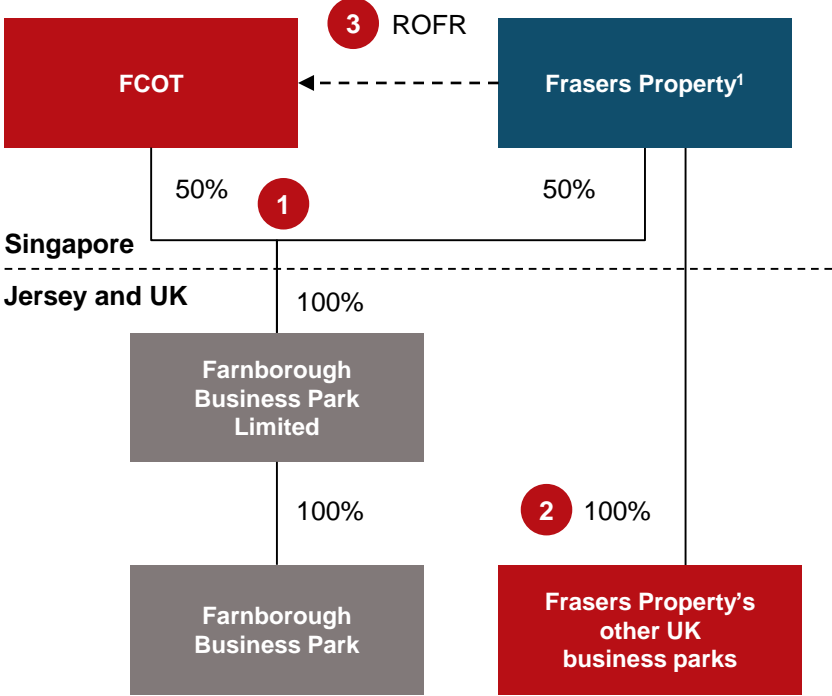 3 ROFR
FCOT
Frasers Property¹
50%
1
50%
Singapore
Jersey and UK
100%
Farnborough
Business Park
Limited
100%
2 100%
Farnborough
Business Park
Frasers Property’s
other UK
business parks